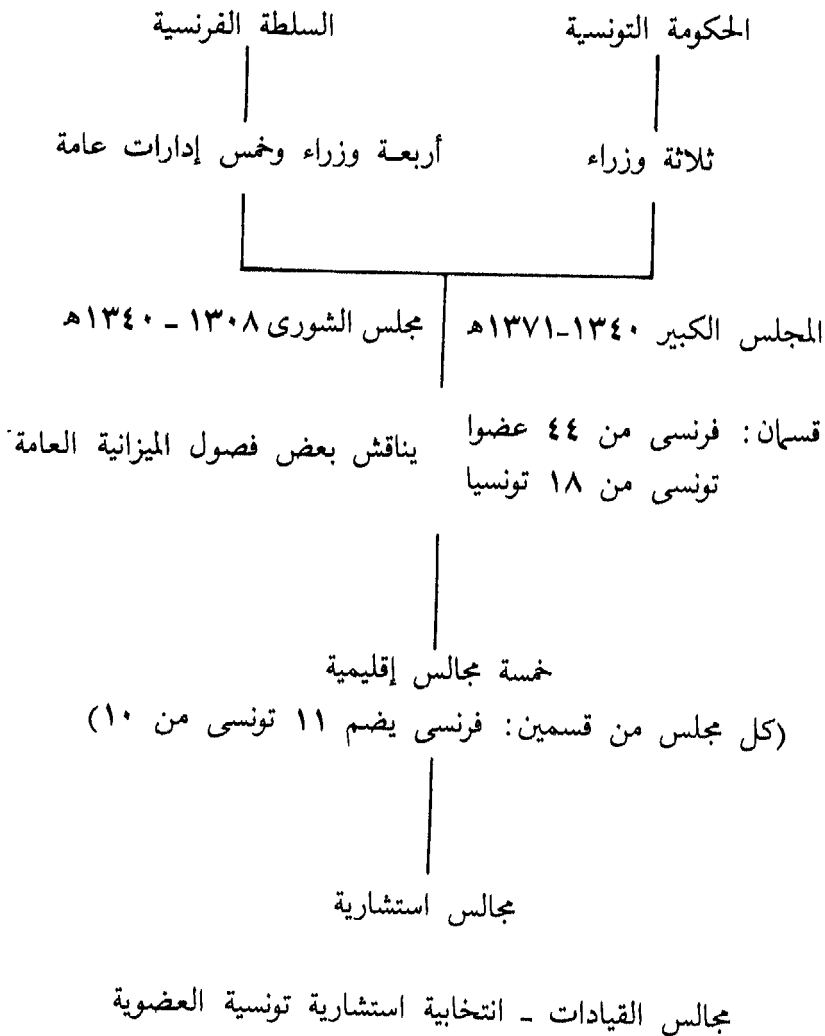 الحكومة التونسية
السلطة الفرنسية
ثلاثة وزراء
أربعة وزراء وخمس إدارات عامة
المجلس الكبير ١٣٤٠-١٣٧١ه
مجلس الشورى ١٣٠٨ - ١٣٤٠ه
قسمان: فرنسى من ٤٤ عضوا
تونسى من ١٨ تونسيا
يناقش بعض فصول الميزانية العامة
خمسة مجالس إقليمية
(كل مجلس من قسمين: فرنسى يضم ١١ تونسى من ١٠)
مجالس استشارية
مجالس القيادات - انتخابية استشارية تونسية العضوية